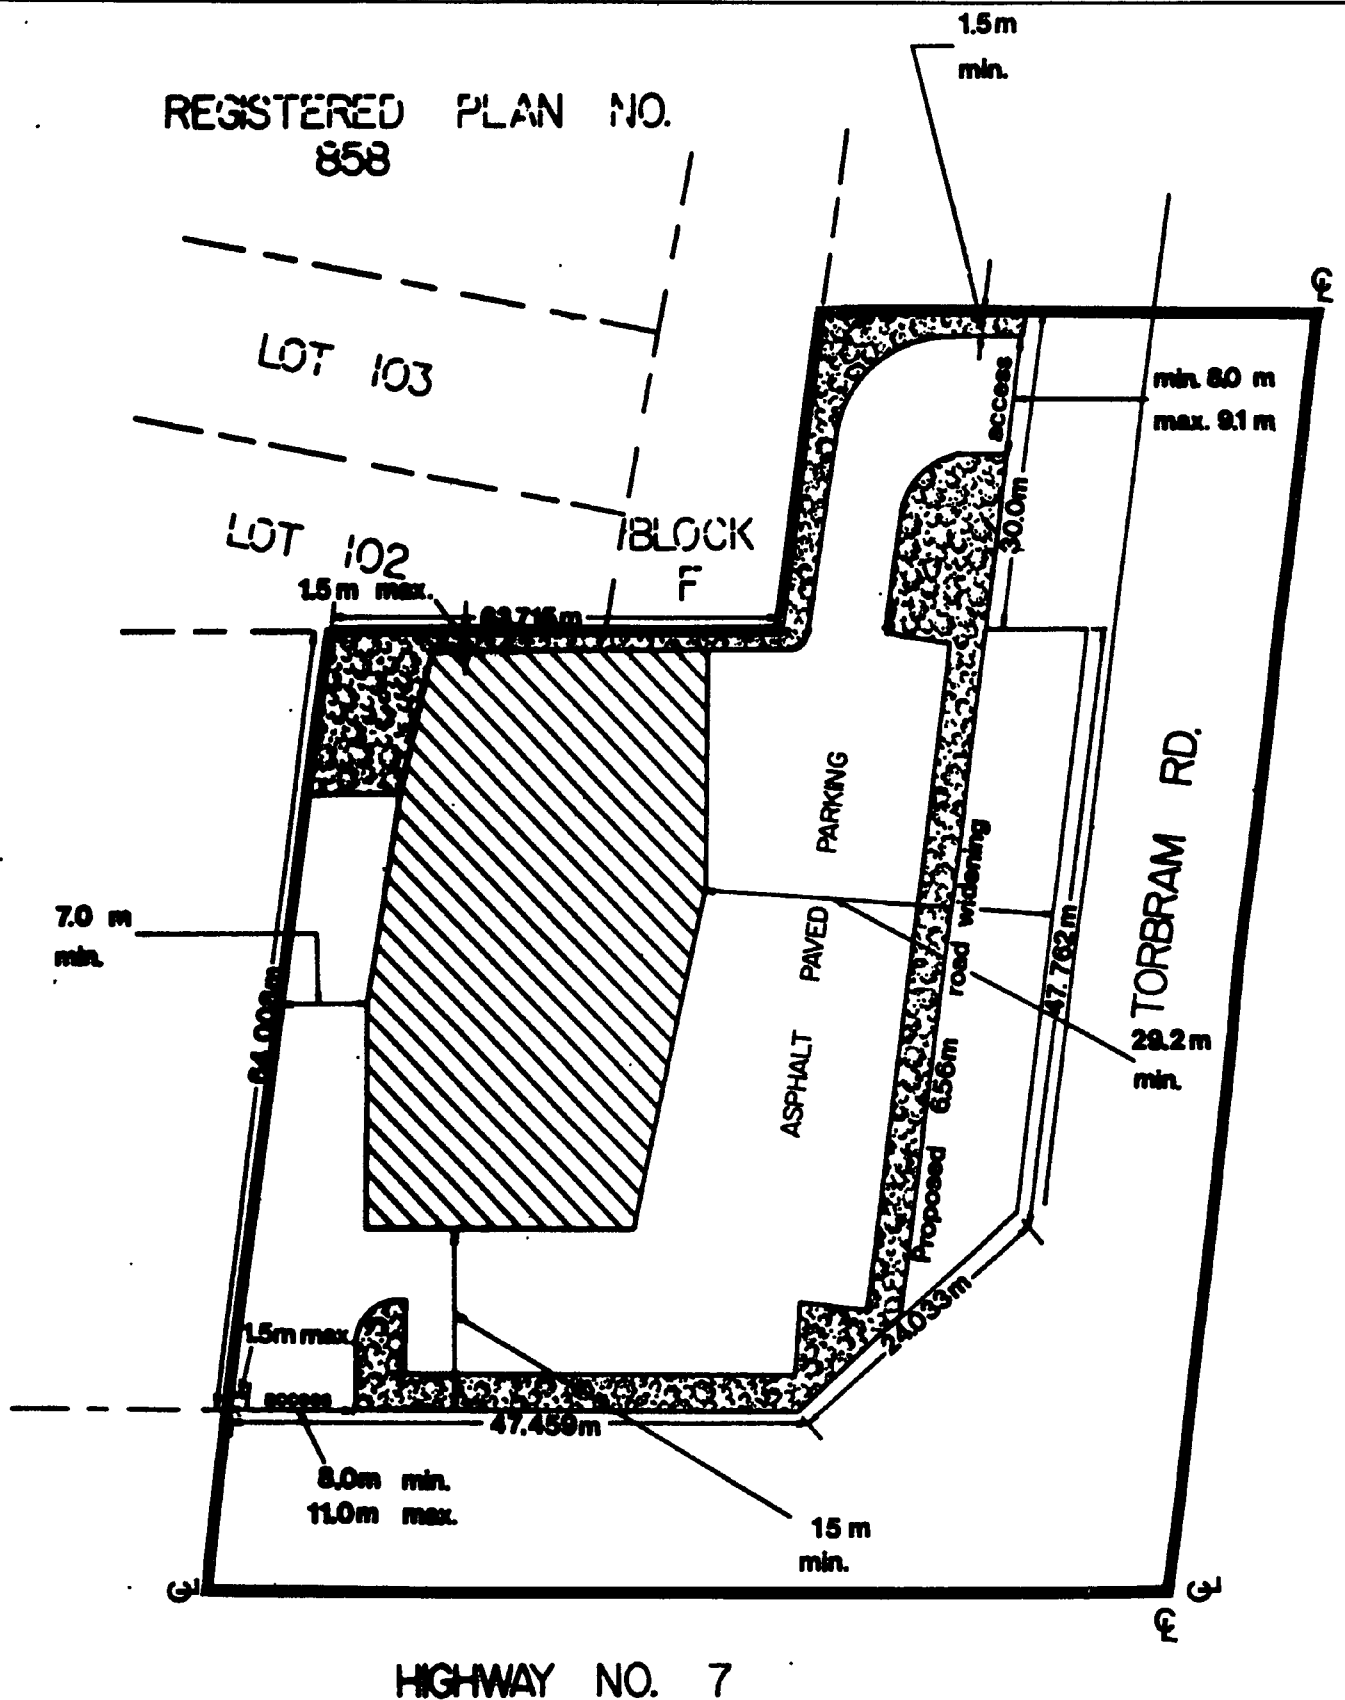 1.5m
min.
REGISTERED PLAN NO.
858
LOT 103
min. 8.0 m
max. 9.1 m
access
30.0m
LOT 102
BLOCK
F
1.5m max.
63.715m
PARKING
PAVED
ASPHALT
TORBRAM RD.
7.0 m
min.
64.008m
Proposed 6.56m road widening
47.762m
29.2m
min.
1.5m max.
24.033m
access
47.459m
8.0m min.
11.0m max.
15 m
min.
HIGHWAY NO. 7